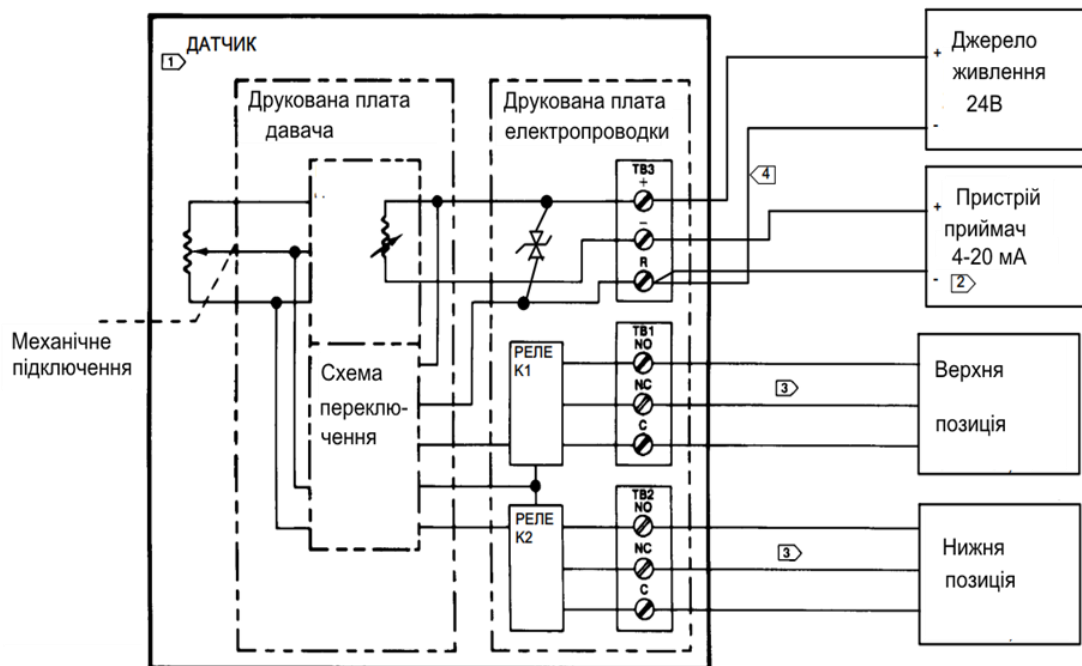 ДАТЧИК
1
Друкована плата
давача
Друкована плата
електропроводки
Джерело
живлення
24В
+
-
4
TB3
+
−
R
Пристрій
приймач
4-20 мА
+
-
2
Механічне
підключення
Схема
переклю-
чення
РЕЛЕ
K1
TB1
NO
NC
C
3
Верхня
позиція
РЕЛЕ
K2
TB2
NO
NC
C
3
Нижня
позиція